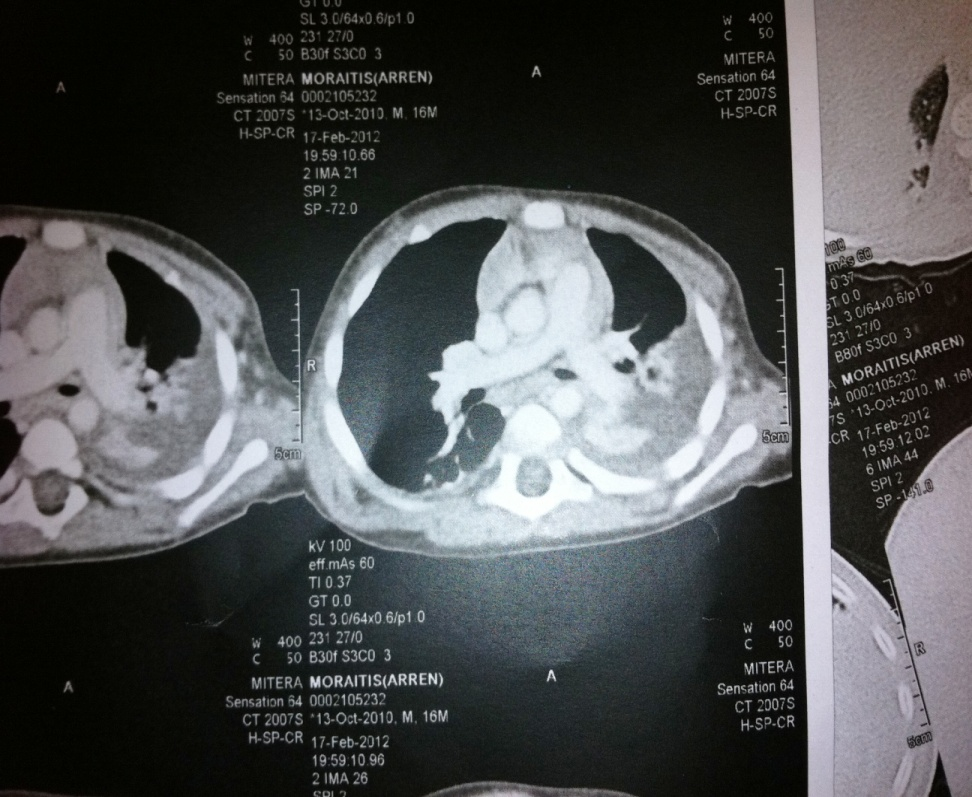 GT 0.0
SL 3.0/64x0.6/p1.0
231 27/0
W 400
C 50 B30f S3C0 3
MITERA MORAITIS(ARREN)
Sensation 64 0002105232
CT 2007S *13-Oct-2010, M, 16M
H-SP-CR 17-Feb-2012
19:59:10.66
2 IMA 21
SPI 2
SP -72.0
A
A
W 400
C 50
MITERA
Sensation 64
CT 2007S
H-SP-CR
R
5cm
5cm
kV 100
eff.mAs 60
TI 0.37
GT 0.0
SL 3.0/64x0.6/p1.0
W 400 231 27/0
C 50 B30f S3C0 3
MITERA MORAITIS(ARREN)
Sensation 64 0002105232
CT 2007S *13-Oct-2010, M, 16M
H-SP-CR 17-Feb-2012
19:59:10.96
2 IMA 26
SPI 2
A
A
W 400
C 50
MITERA
Sensation 64
CT 2007S
H-SP-CR
100
mAs 60
0.37
GT 0.0
SL 3.0/64x0.6/p1.0
231 27/0
B80f S3C0 3
A MORAITIS(ARREN)
64 0002105232
7S *13-Oct-2010, M, 16M
CR 17-Feb-2012
19:59:12.02
6 IMA 44
SPI 2
SP -141.0
R
5cm